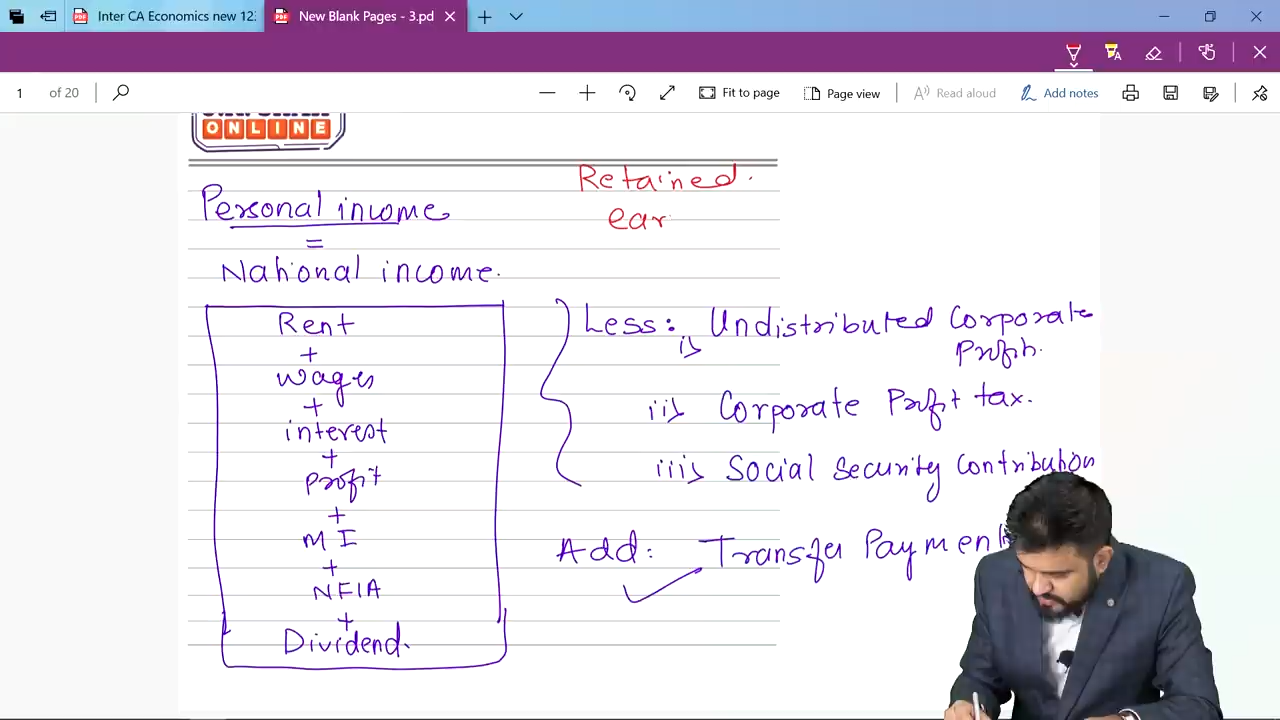 Inter CA Economics new 12
New Blank Pages - 3.pd
1 of 20
Fit to page
Page view
Read aloud
Add notes
ONLINE
Retained.
ear
Personal income
=
National income.
Rent
+
wages
+
interest
+
Profit
+
M I
+
NFIA
+
Dividend.
Less: i> Undistributed Corporate
Profit.
ii> Corporate Profit tax.
iii> Social Security Contribution
Add: Transfer Payment